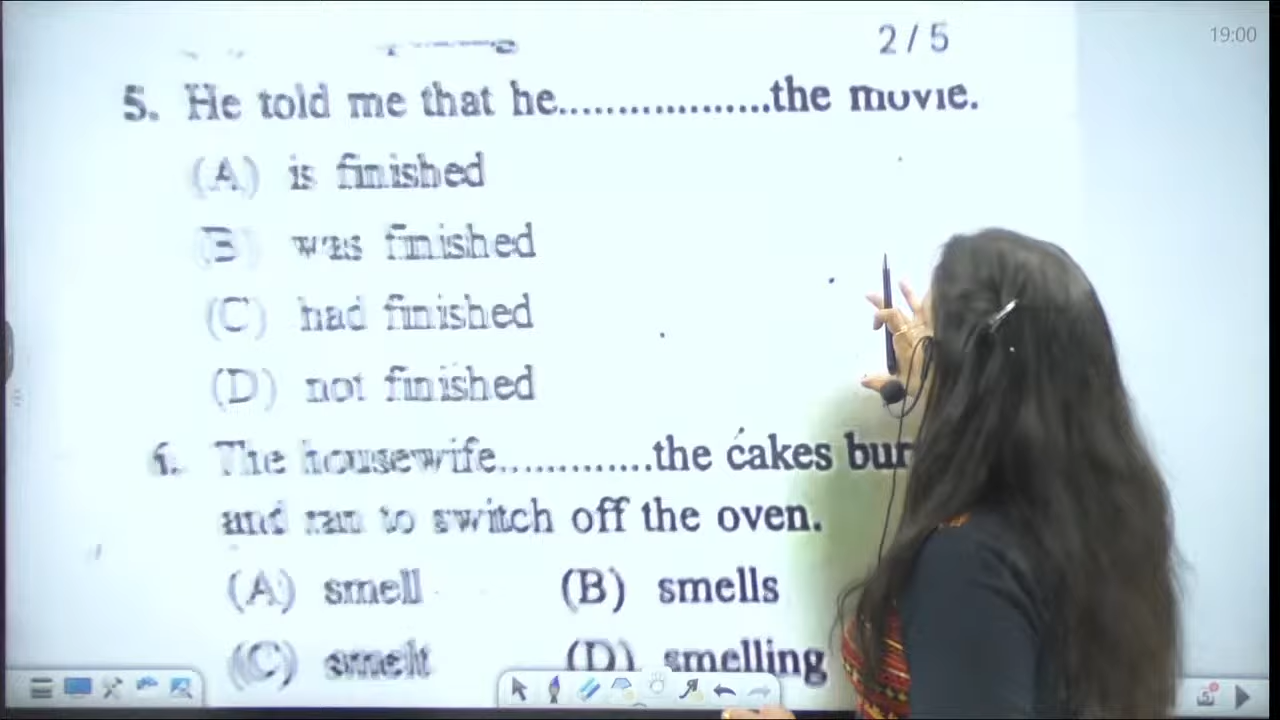 2 / 5
19:00
5. He told me that he..................the movie.
(A) is finished
(B) was finished
(C) had finished
(D) not finished
6. The housewife.............the cakes bur
and ran to switch off the oven.
(A) smell (B) smells
(C) smelt (D) smelling